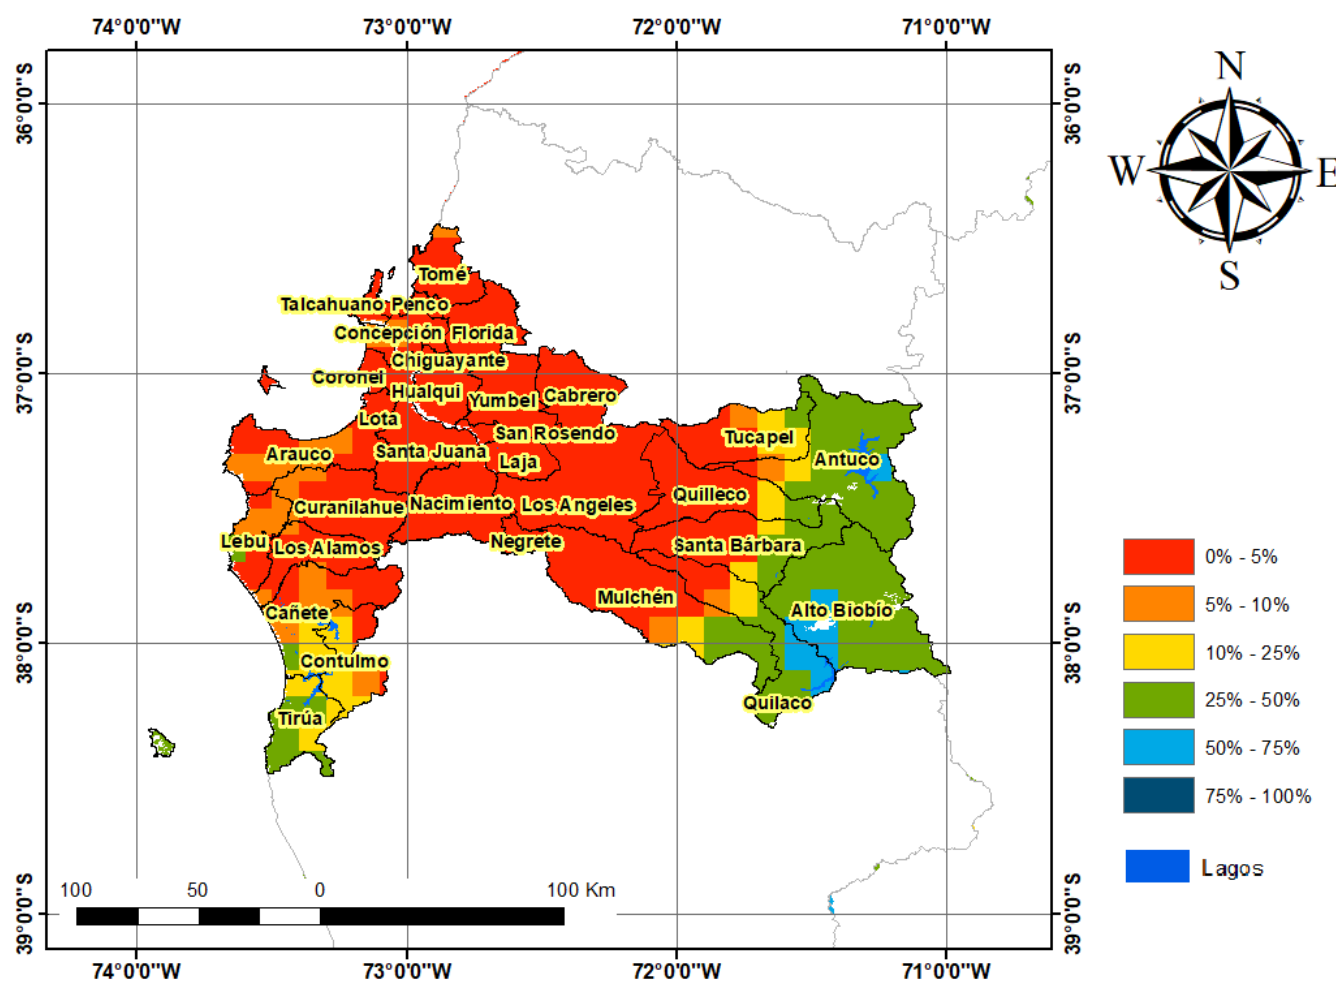 74°0'0"W 73°0'0"W 72°0'0"W 71°0'0"W
N
W E
S
36°0'0"S 36°0'0"S
Tomé
Talcahuano Penco
Concepción Florida
Chiguayante
37°0'0"S 37°0'0"S
Coronel
Hualqui
Yumbel Cabrero
Lota
San Rosendo
Tucapel
Arauco Santa Juana
Laja
Antuco
Curanilahue Nacimiento Los Angeles
Quilleco
Lebu Los Alamos
Negrete
Santa Bárbara
Mulchén
Cañete
Alto Biobío
38°0'0"S 38°0'0"S
Contulmo
Quilaco
Tirúa
0% - 5%
5% - 10%
10% - 25%
25% - 50%
50% - 75%
75% - 100%
Lagos
100 50 0 100 Km
39°0'0"S 39°0'0"S
74°0'0"W 73°0'0"W 72°0'0"W 71°0'0"W